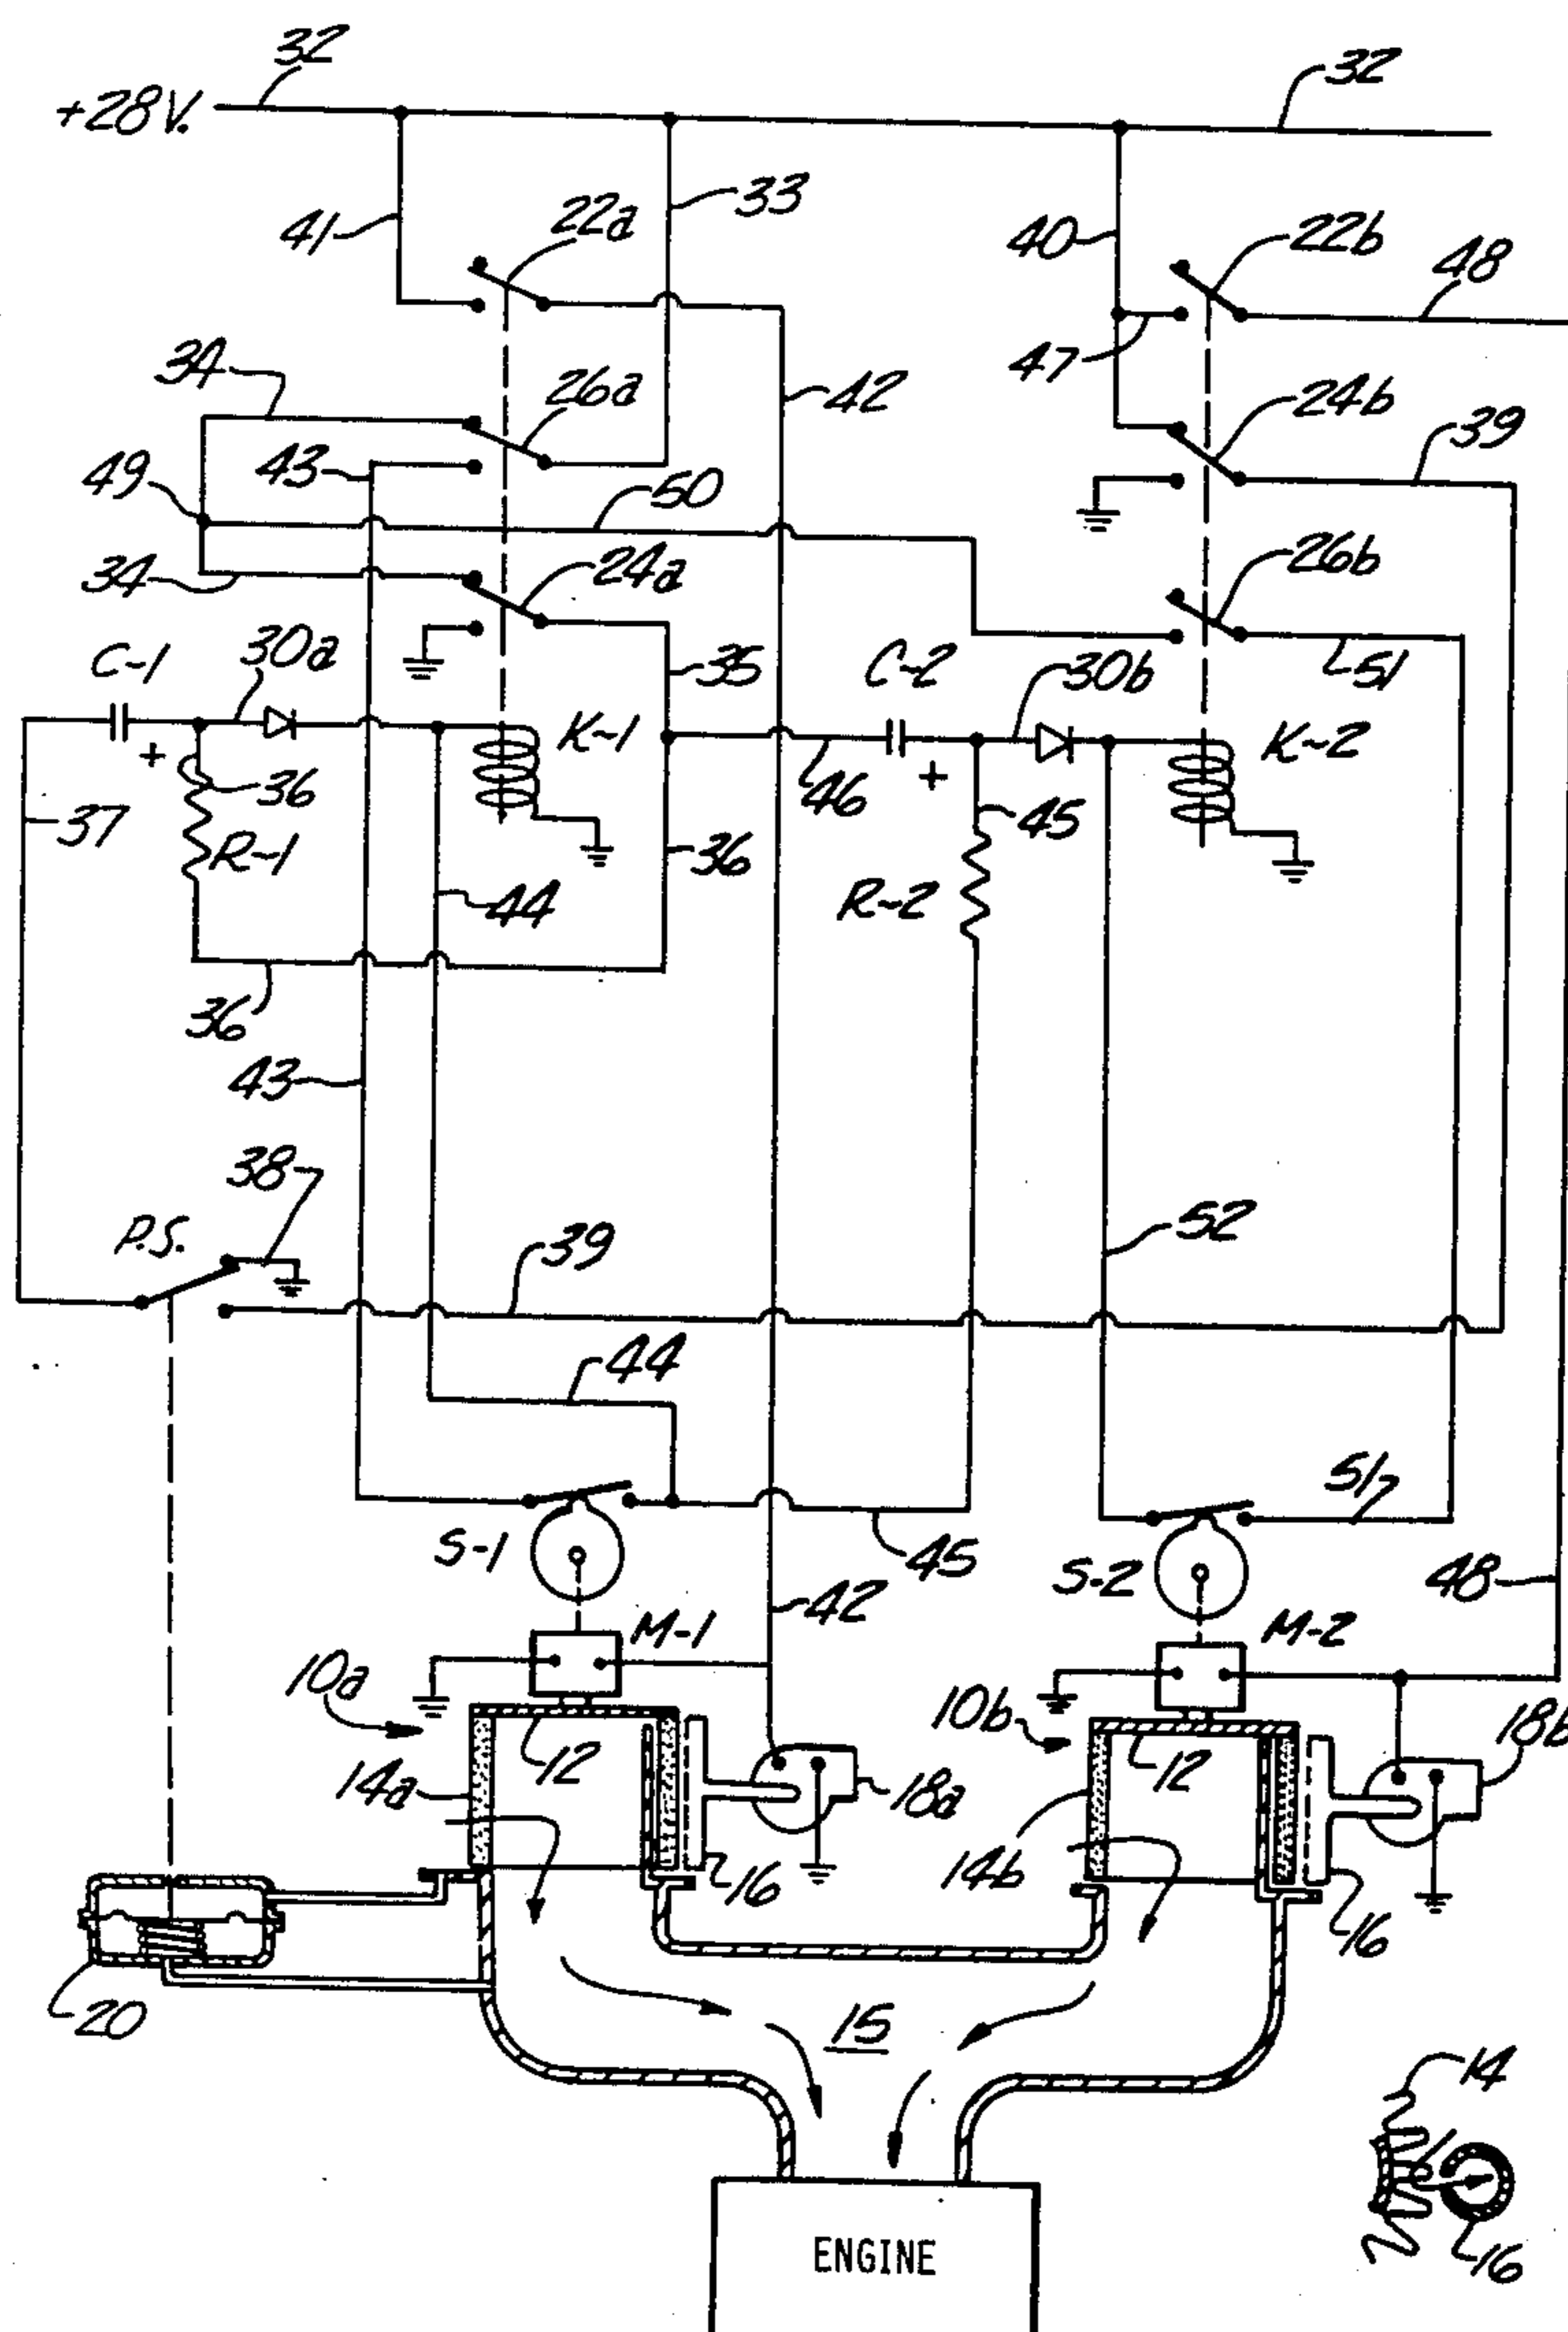 32
32
+28V.
33
41
22a
40
22b
48
47
34
26a
42
24b
39
43
49
50
34
24a
26b
C-1
30a
35
C-2
30b
51
K-1
K-2
+
36
+
46
45
37
R-1
36
44
R-2
36
43
38
P.S.
39
52
44
51
S-1
45
S-2
48
42
M-1
M-2
10a
10b
18b
14a
12
18a
12
16
14b
16
20
15
14
16
ENGINE